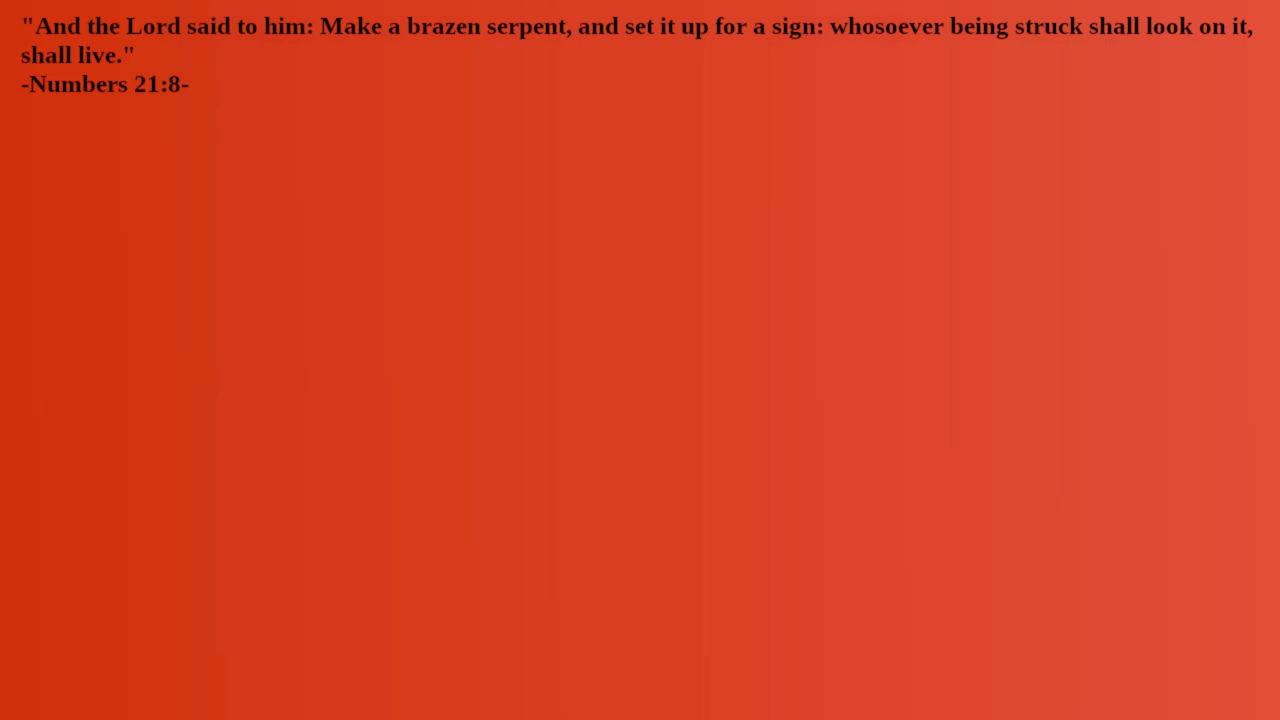 "And the Lord said to him: Make a brazen serpent, and set it up for a sign: whosoever being struck shall look on it,
shall live."
-Numbers 21:8-